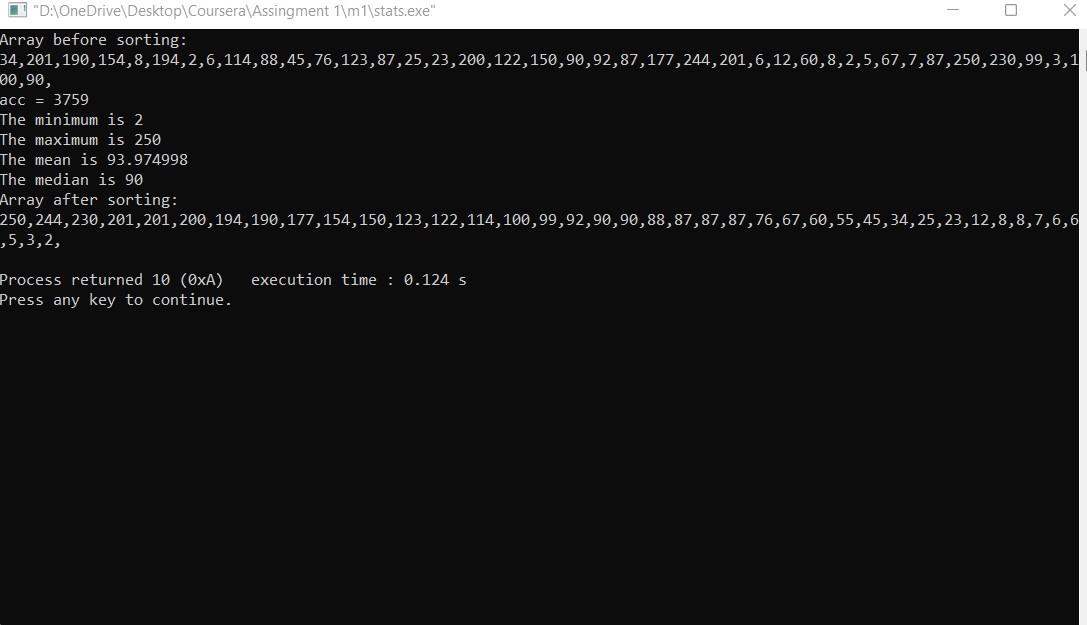 "D:\OneDrive\Desktop\Coursera\Assingment 1\m1\stats.exe"
Array before sorting:
34,201,190,154,8,194,2,6,114,88,45,76,123,87,25,23,200,122,150,90,92,87,177,244,201,6,12,60,8,2,5,67,7,87,250,230,99,3,1
00,90,
acc = 3759
The minimum is 2
The maximum is 250
The mean is 93.974998
The median is 90
Array after sorting:
250,244,230,201,201,200,194,190,177,154,150,123,122,114,100,99,92,90,90,88,87,87,87,76,67,60,55,45,34,25,23,12,8,8,7,6,6
,5,3,2,
Process returned 10 (0xA)   execution time : 0.124 s
Press any key to continue.